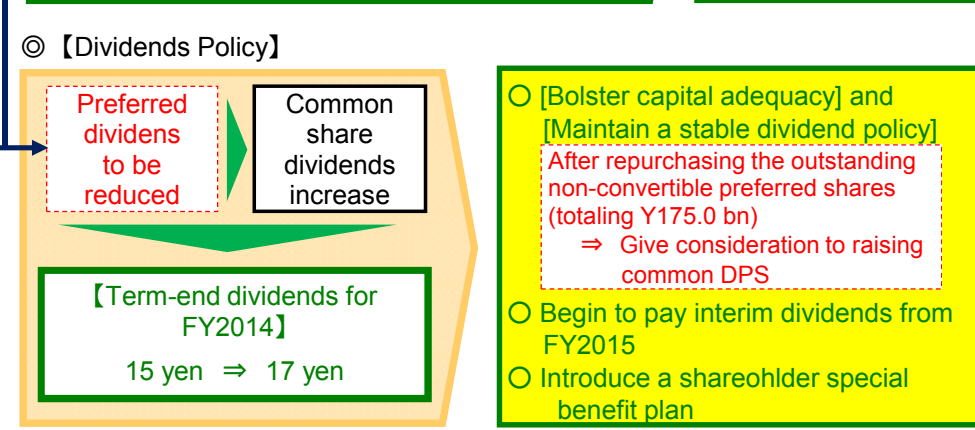 ◎【Dividends Policy】
Preferred
dividens
to be
reduced
Common
share
dividends
increase
【Term-end dividends for
FY2014】
15 yen ⇒ 17 yen
〇 [Bolster capital adequacy] and
[Maintain a stable dividend policy]
After repurchasing the outstanding
non-convertible preferred shares
(totaling Y175.0 bn)
⇒ Give consideration to raising
common DPS
〇 Begin to pay interim dividends from
FY2015
〇 Introduce a shareohlder special
benefit plan